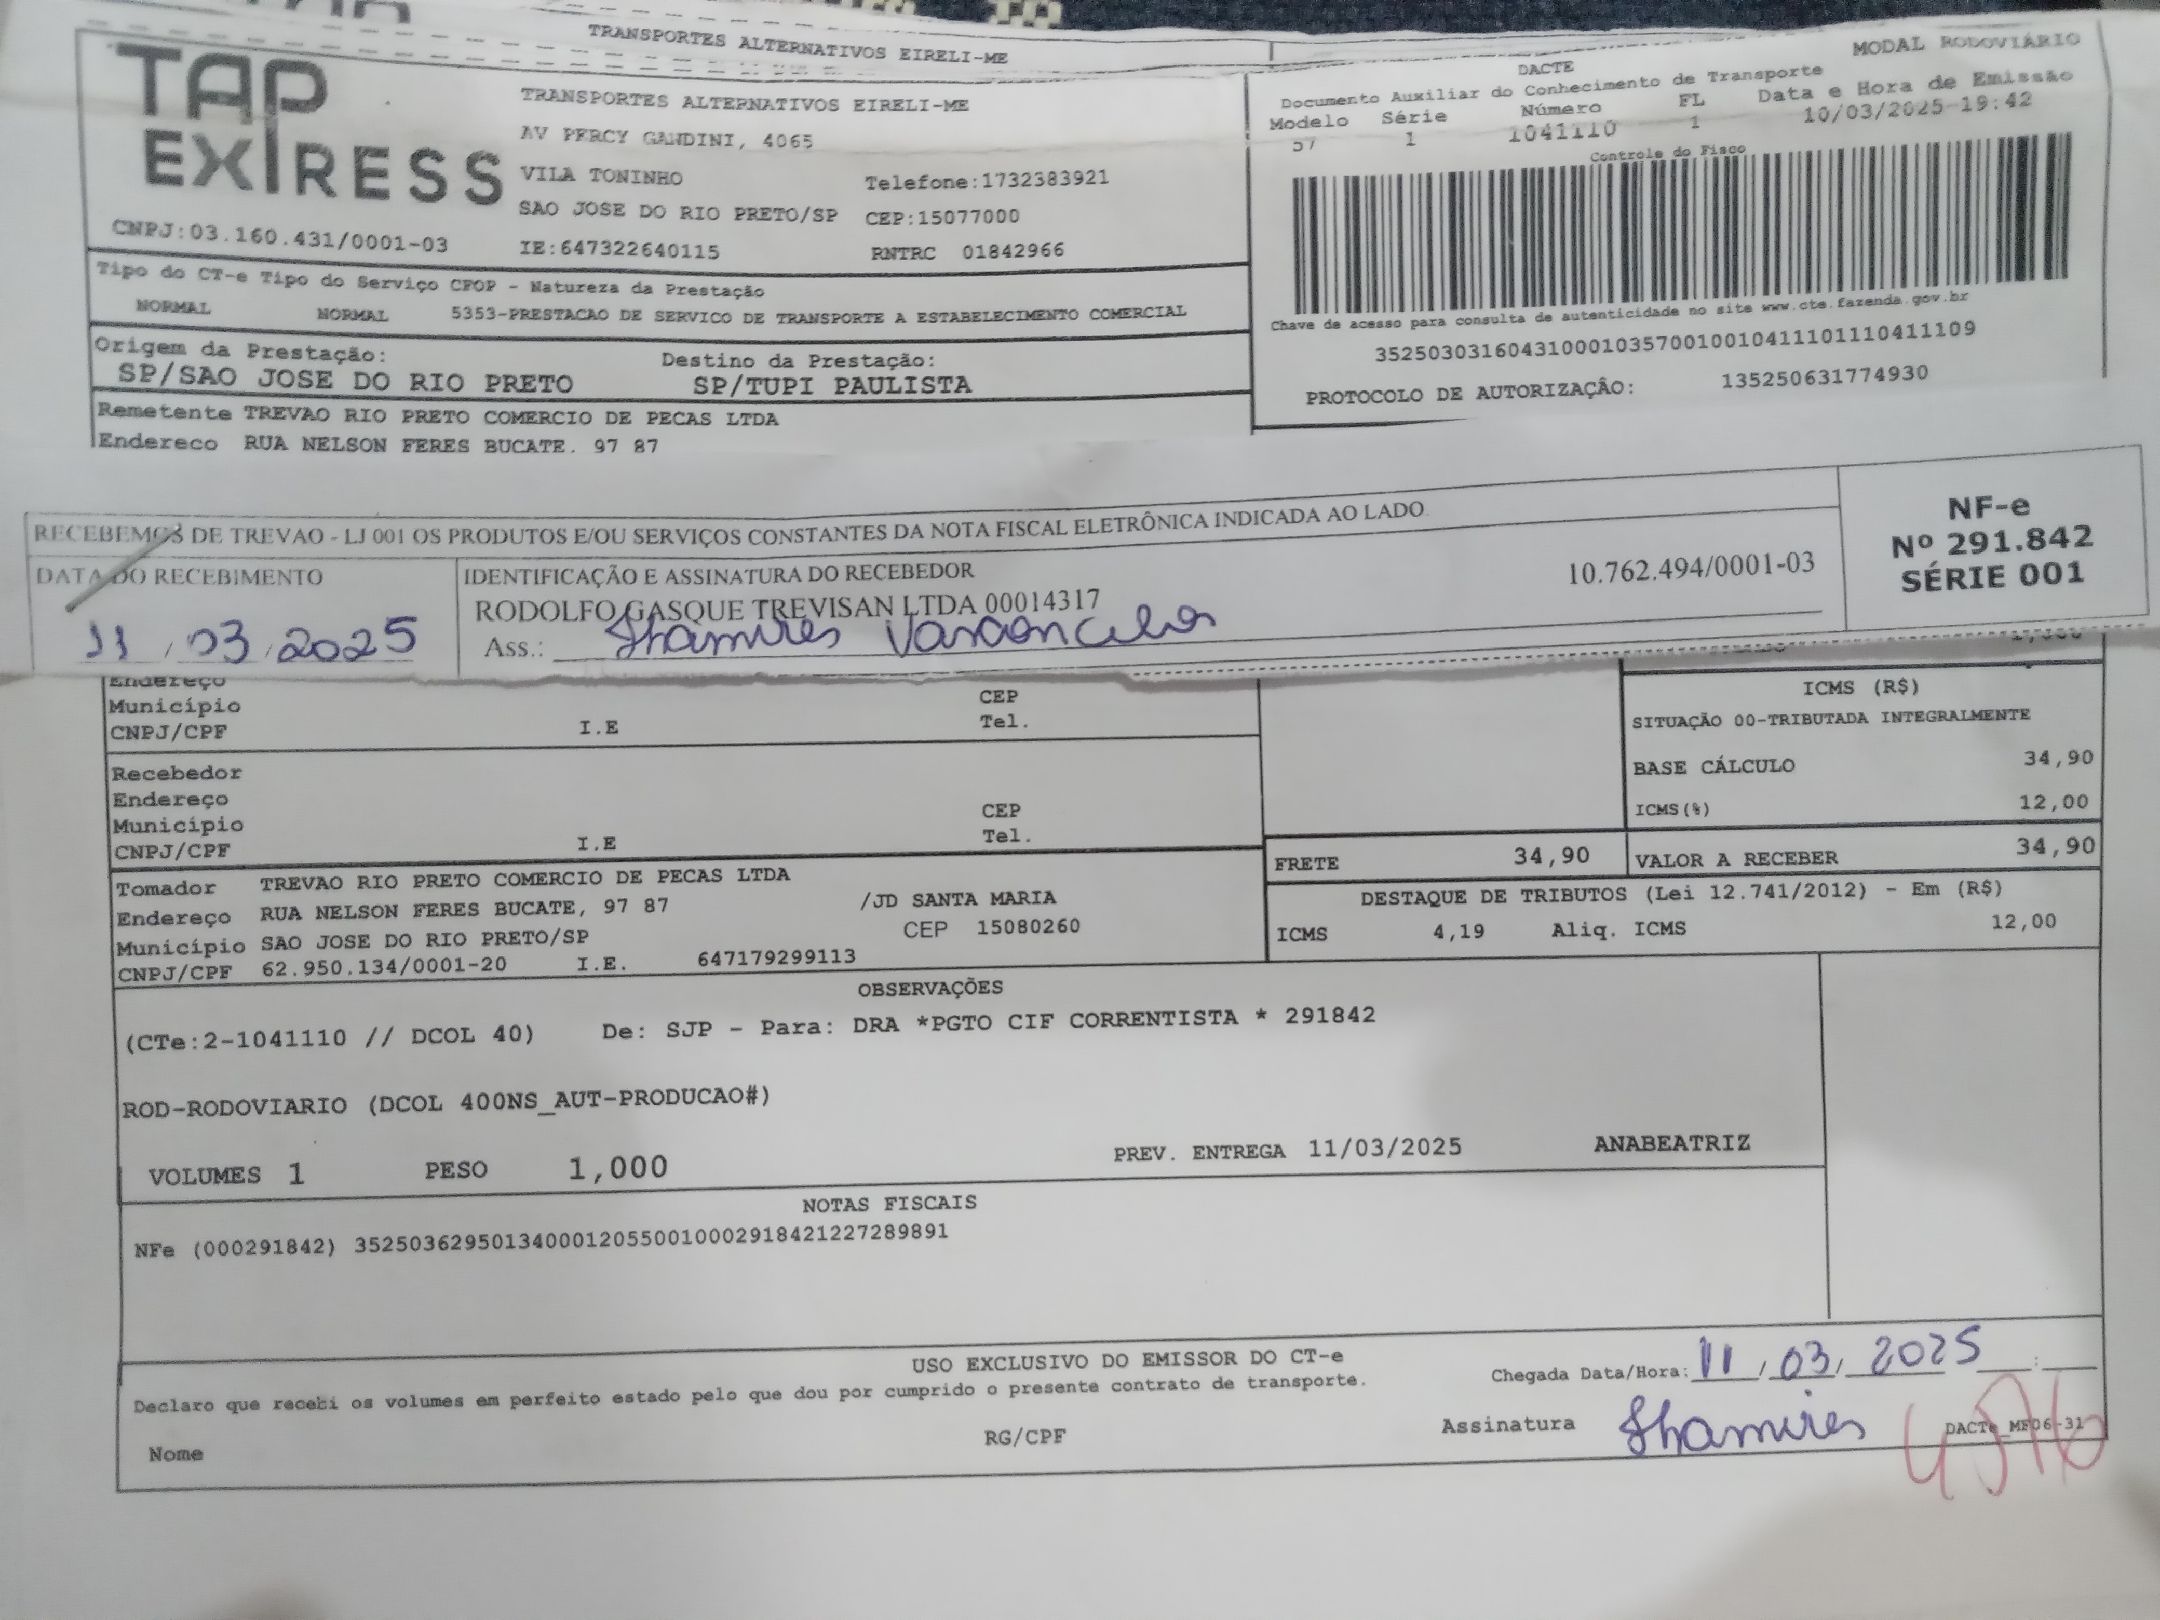 TRANSPORTES ALTERNATIVOS EIRELI-ME
TAP EXPRESS
CNPJ:03.160.431/0001-03
TRANSPORTES ALTERNATIVOS EIRELI-ME
AV PERCY GANDINI, 4065
VILA TONINHO Telefone:1732383921
SAO JOSE DO RIO PRETO/SP CEP:15077000
IE:647322640115 RNTRC 01842966
MODAL RODOVIÁRIO
DACTE
Documento Auxiliar do Conhecimento de Transporte
Modelo Série Número FL Data e Hora de Emissão
57 1 1041110 1 10/03/2025-19:42
Controle do Fisco
Chave de acesso para consulta de autenticidade no site www.cte.fazenda.gov.br
35250303160431000103570010010411101110411109
PROTOCOLO DE AUTORIZAÇÃO: 135250631774930
Tipo do CT-e Tipo do Serviço CFOP - Natureza da Prestação
NORMAL NORMAL 5353-PRESTACAO DE SERVICO DE TRANSPORTE A ESTABELECIMENTO COMERCIAL
Origem da Prestação: Destino da Prestação:
SP/SAO JOSE DO RIO PRETO SP/TUPI PAULISTA
Remetente TREVAO RIO PRETO COMERCIO DE PECAS LTDA
Endereco RUA NELSON FERES BUCATE. 97 87
RECEBEMOS DE TREVAO - LJ 001 OS PRODUTOS E/OU SERVIÇOS CONSTANTES DA NOTA FISCAL ELETRÔNICA INDICADA AO LADO
DATA DO RECEBIMENTO
11/03/2025
IDENTIFICAÇÃO E ASSINATURA DO RECEBEDOR
10.762.494/0001-03
RODOLFO GASQUE TREVISAN LTDA 00014317
Ass.: Thamires Vasconcelos
NF-e
Nº 291.842
SÉRIE 001
Endereço
Município CEP
CNPJ/CPF I.E Tel.
Recebedor
Endereço
Município CEP
CNPJ/CPF I.E Tel.
ICMS (R$)
SITUAÇÃO 00-TRIBUTADA INTEGRALMENTE
BASE CÁLCULO 34,90
ICMS(%) 12,00
FRETE 34,90 VALOR A RECEBER 34,90
Tomador TREVAO RIO PRETO COMERCIO DE PECAS LTDA
Endereço RUA NELSON FERES BUCATE, 97 87 /JD SANTA MARIA
Município SAO JOSE DO RIO PRETO/SP CEP 15080260
CNPJ/CPF 62.950.134/0001-20 I.E. 647179299113
DESTAQUE DE TRIBUTOS (Lei 12.741/2012) - Em (R$)
ICMS 4,19 Aliq. ICMS 12,00
OBSERVAÇÕES
(CTe:2-1041110 // DCOL 40) De: SJP - Para: DRA *PGTO CIF CORRENTISTA * 291842
ROD-RODOVIARIO (DCOL 400NS_AUT-PRODUCAO#)
VOLUMES 1 PESO 1,000 PREV. ENTREGA 11/03/2025 ANABEATRIZ
NOTAS FISCAIS
NFe (000291842) 35250362950134000120550010002918421227289891
USO EXCLUSIVO DO EMISSOR DO CT-e
Declaro que recebi os volumes em perfeito estado pelo que dou por cumprido o presente contrato de transporte.
Chegada Data/Hora: 11/03/2025 :
Nome RG/CPF Assinatura Thamires
DACTe_MF06-31